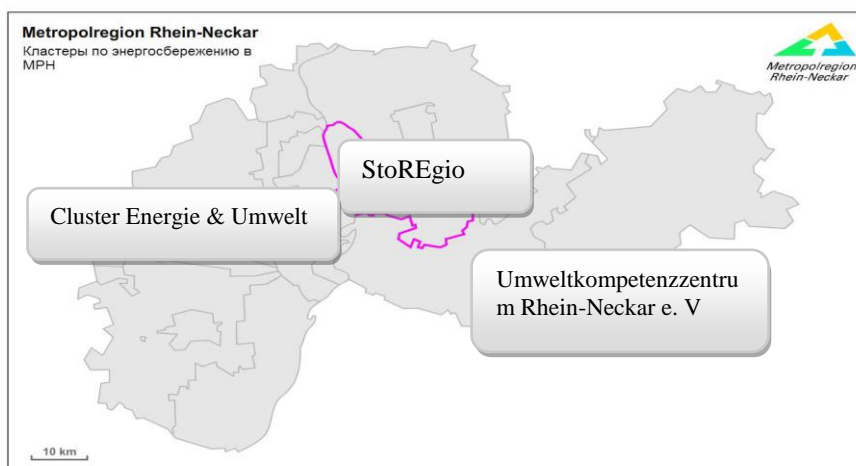 Metropolregion Rhein-Neckar
Кластеры по энергосбережению в
МРН
Metropolregion
Rhein-Neckar
StoREgio
Cluster Energie & Umwelt
Umweltkompetenzzentru
m Rhein-Neckar e. V
10 km